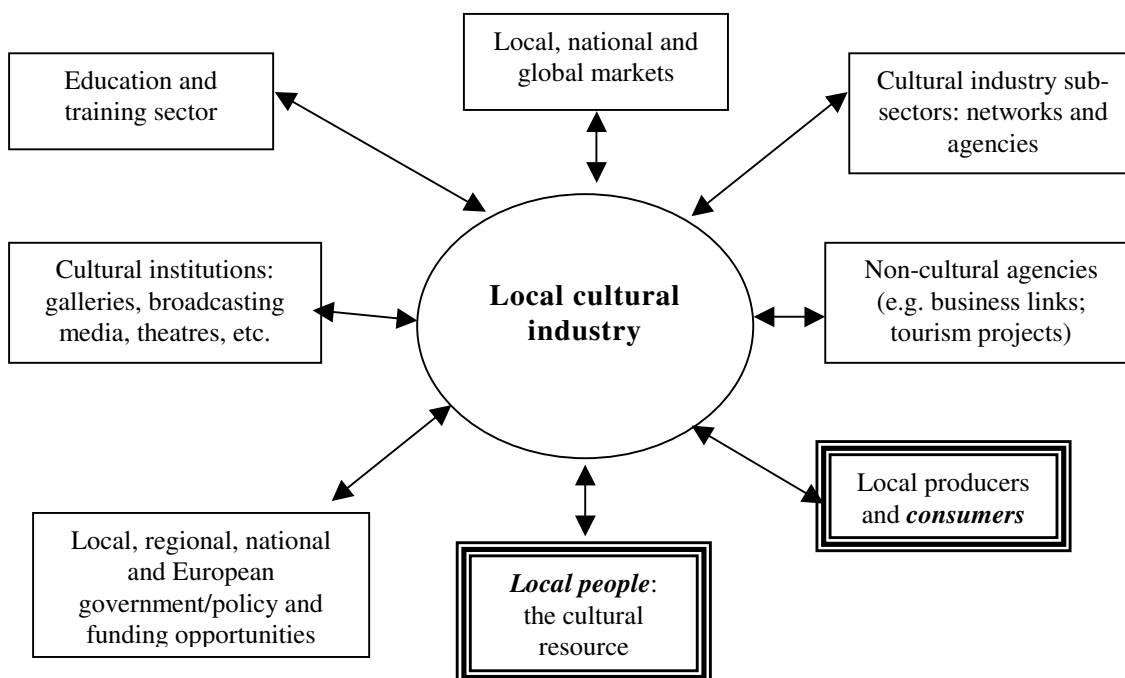 Local, national and
global markets
Education and
training sector
Cultural industry sub-
sectors: networks and
agencies
Cultural institutions:
galleries, broadcasting
media, theatres, etc.
Local cultural
industry
Non-cultural agencies
(e.g. business links;
tourism projects)
Local producers
and consumers
Local, regional, national
and European
government/policy and
funding opportunities
Local people:
the cultural
resource